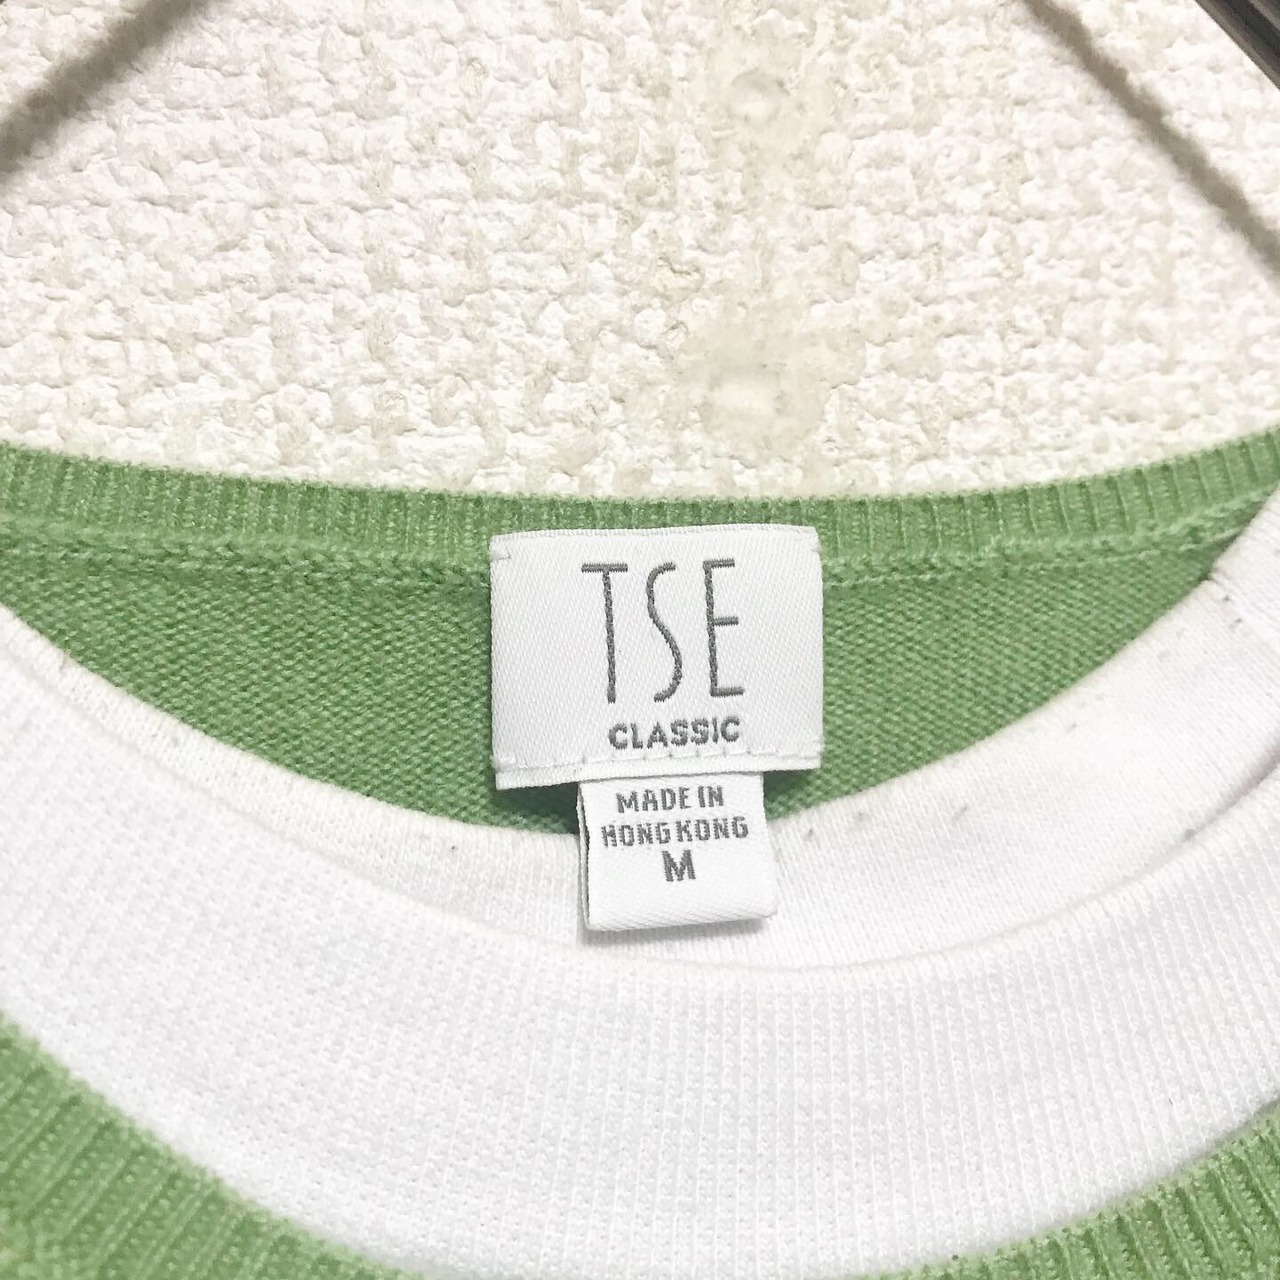 TSE
CLASSIC
MADE IN
HONG KONG
M